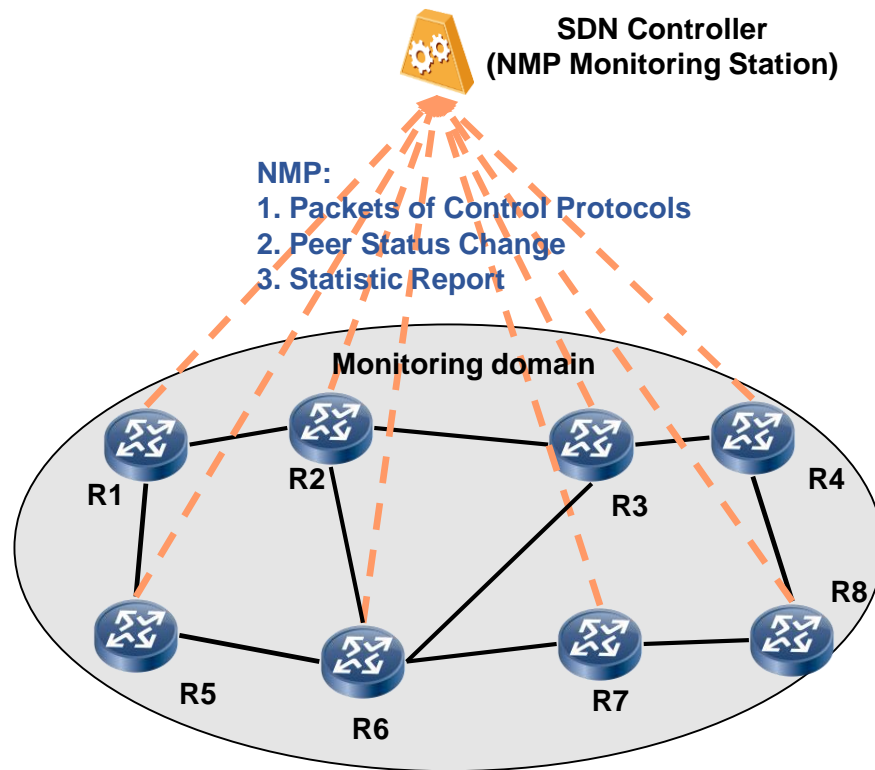 SDN Controller
(NMP Monitoring Station)
NMP:
1. Packets of Control Protocols
2. Peer Status Change
3. Statistic Report
Monitoring domain
R1
R2
R3
R4
R5
R6
R7
R8